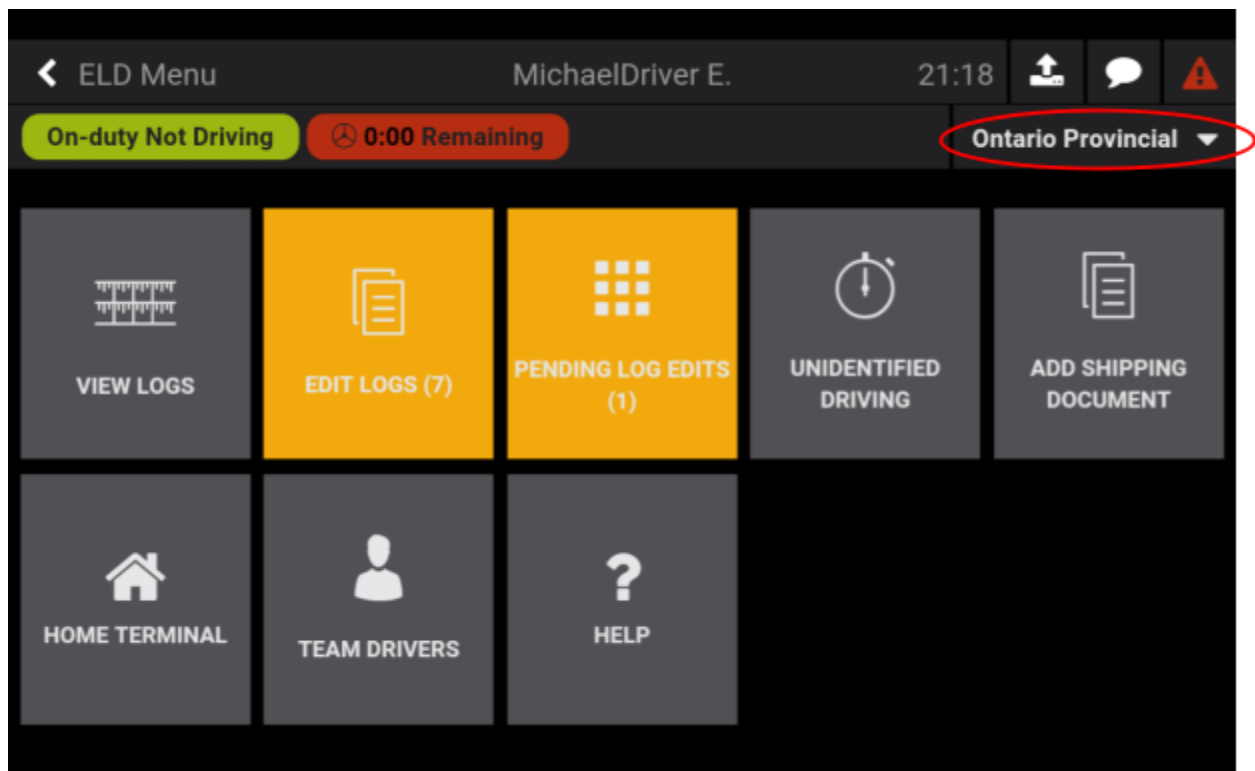 ELD Menu
MichaelDriver E.
21:18
On-duty Not Driving
0:00 Remaining
Ontario Provincial
VIEW LOGS
EDIT LOGS (7)
PENDING LOG EDITS
(1)
UNIDENTIFIED
DRIVING
ADD SHIPPING
DOCUMENT
HOME TERMINAL
TEAM DRIVERS
HELP